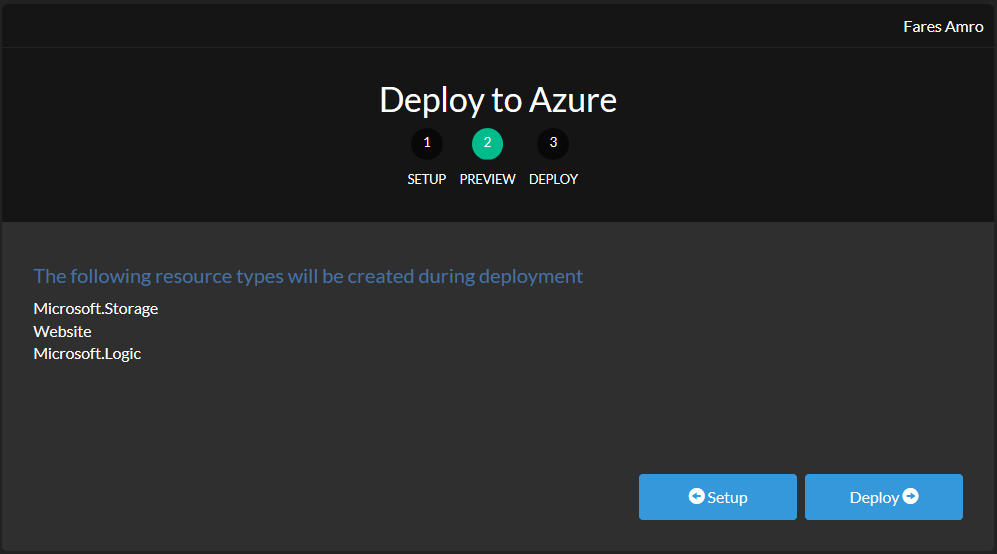 Fares Amro
Deploy to Azure
1 2 3
SETUP PREVIEW DEPLOY
The following resource types will be created during deployment
Microsoft.Storage
Website
Microsoft.Logic
Setup Deploy